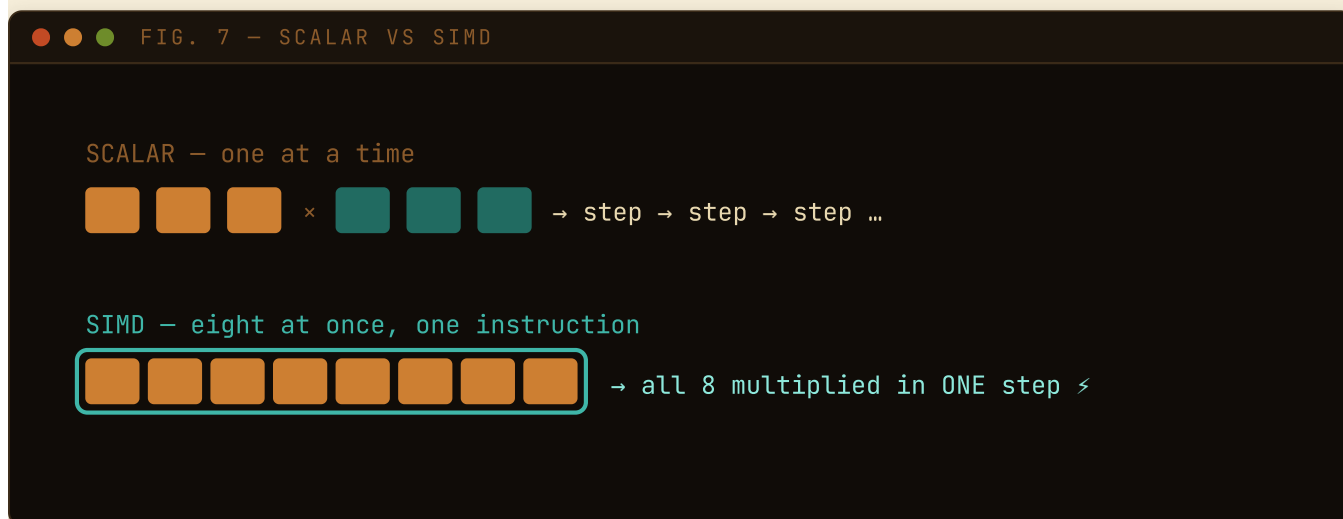 FIG. 7 — SCALAR VS SIMD
SCALAR — one at a time
× → step → step → step …
SIMD — eight at once, one instruction
→ all 8 multiplied in ONE step ⚡